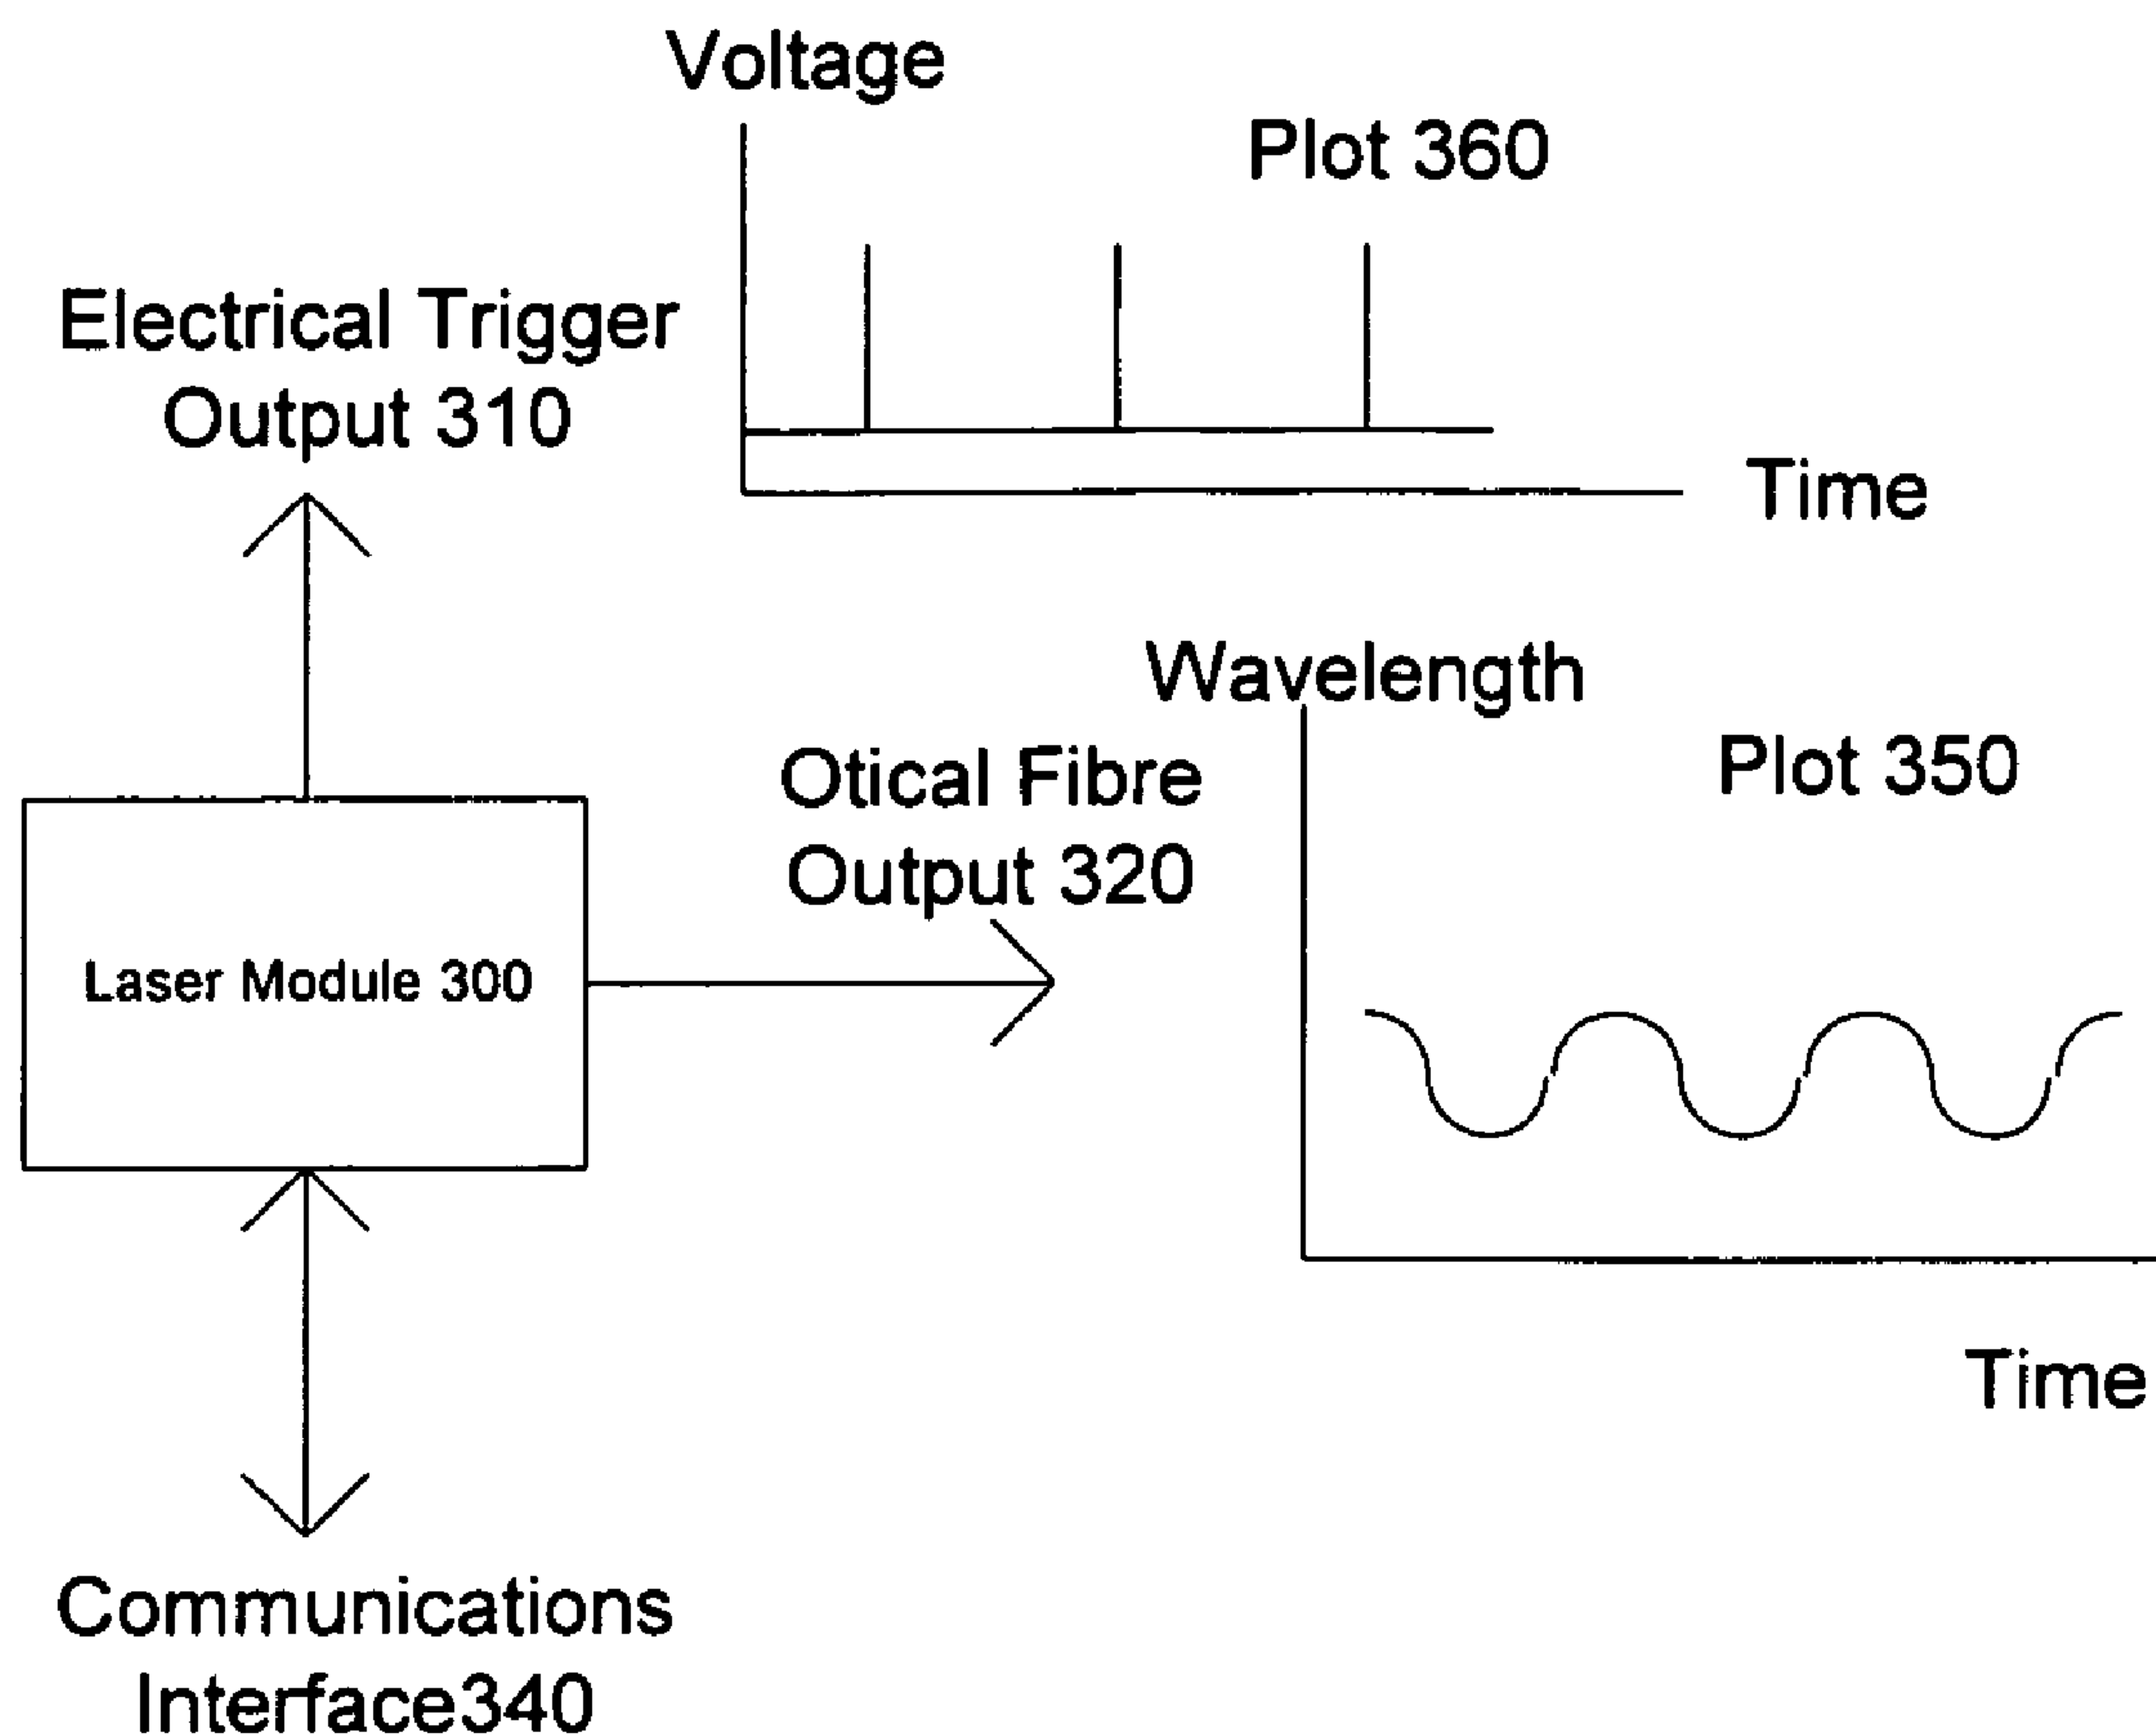 Voltage
Plot 360
Electrical Trigger
Output 310
Time
Wavelength
Plot 350
Otical Fibre
Output 320
Laser Module 300
Time
Communications
Interface340